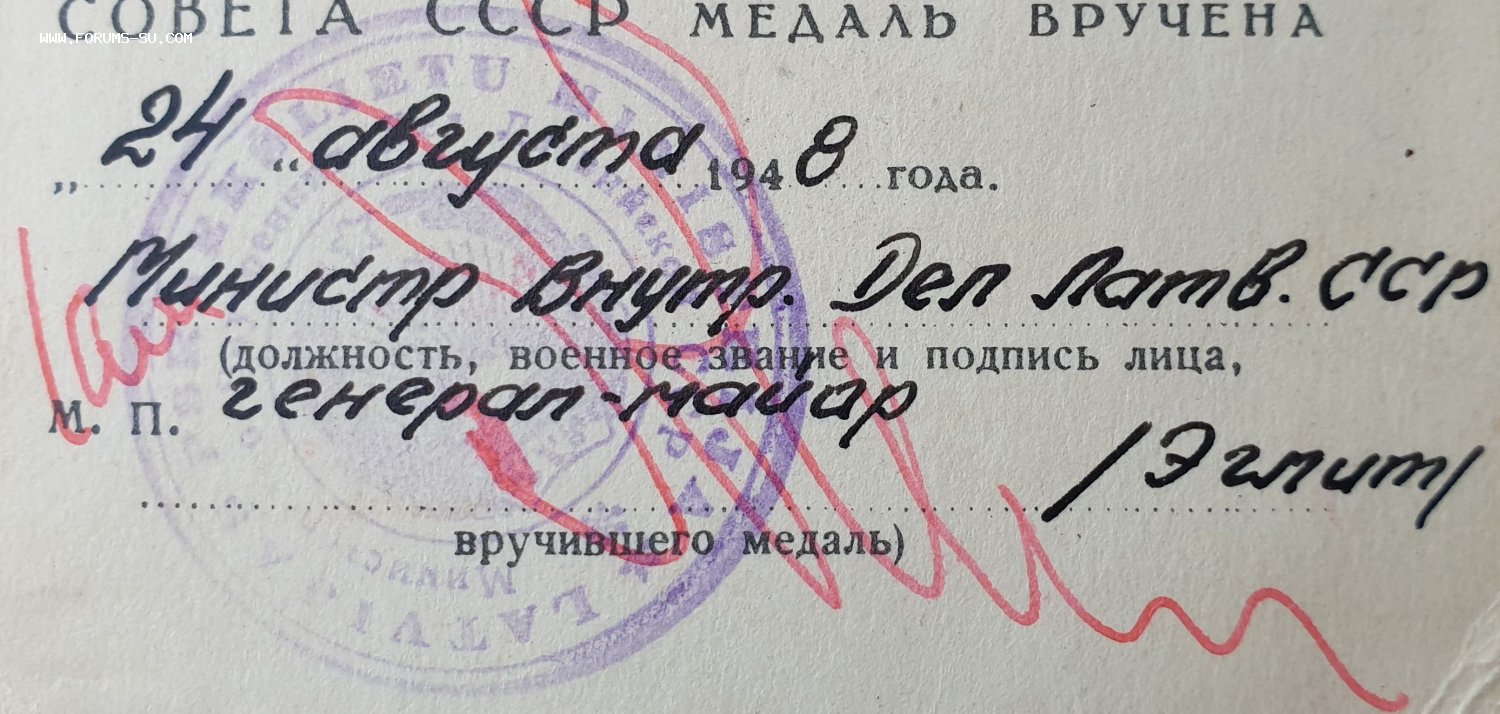 СОВЕТА СССР МЕДАЛЬ ВРУЧЕНА
WWW.FORUMS-SU.COM
„24“ августа 1948 года.
Министр Внутр. Дел Латв. ССР
(должность, военное звание и подпись лица,
М. П. генерал-майор
/Эглит/
вручившего медаль)